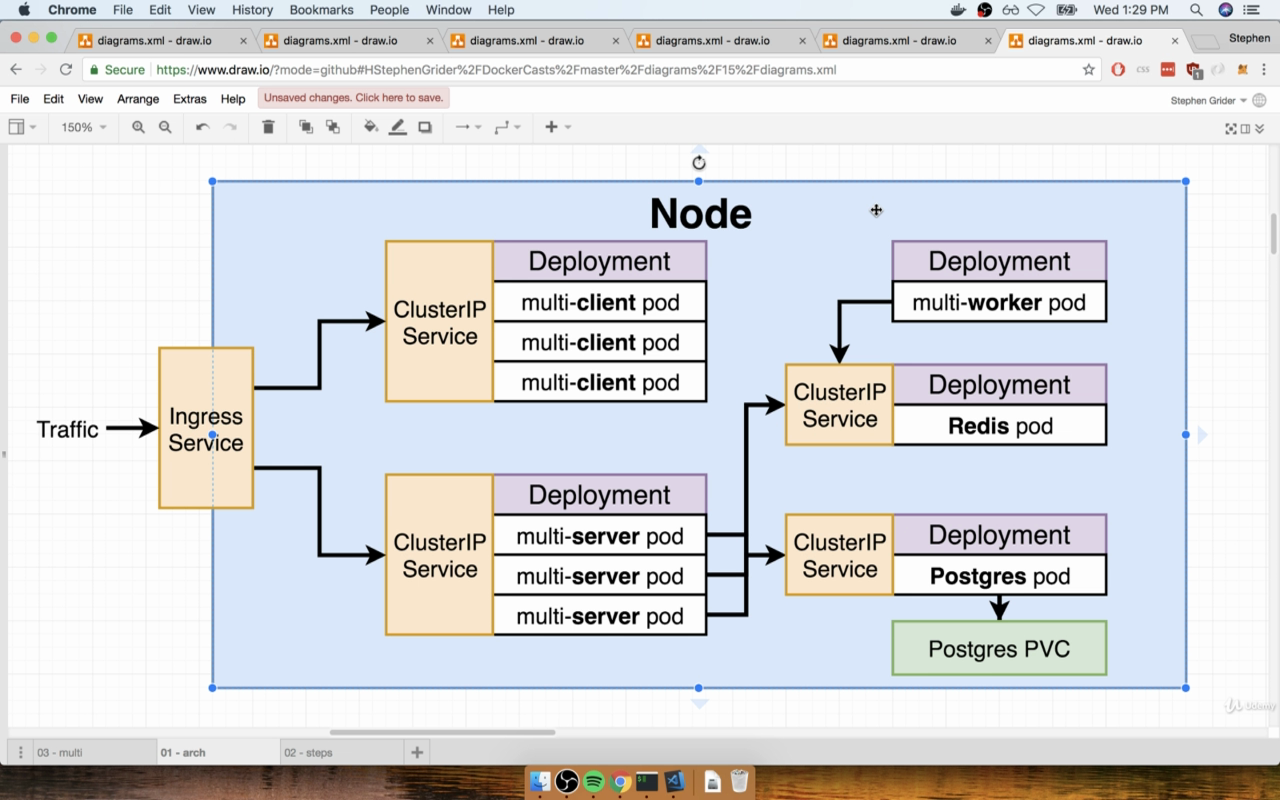 Chrome File Edit View History Bookmarks People Window Help Wed 1:29 PM
diagrams.xml - draw.io diagrams.xml - draw.io diagrams.xml - draw.io diagrams.xml - draw.io diagrams.xml - draw.io diagrams.xml - draw.io Stephen
Secure https://www.draw.io/?mode=github#HStephenGrider%2FDockerCasts%2Fmaster%2Fdiagrams%2F15%2Fdiagrams.xml css 1
File Edit View Arrange Extras Help Unsaved changes. Click here to save. Stephen Grider
150%
Node
Traffic
Ingress
Service
ClusterIP
Service
Deployment
multi-client pod
multi-client pod
multi-client pod
ClusterIP
Service
Deployment
multi-server pod
multi-server pod
multi-server pod
Deployment
multi-worker pod
ClusterIP
Service
Deployment
Redis pod
ClusterIP
Service
Deployment
Postgres pod
Postgres PVC
Udemy
03 - multi 01 - arch 02 - steps